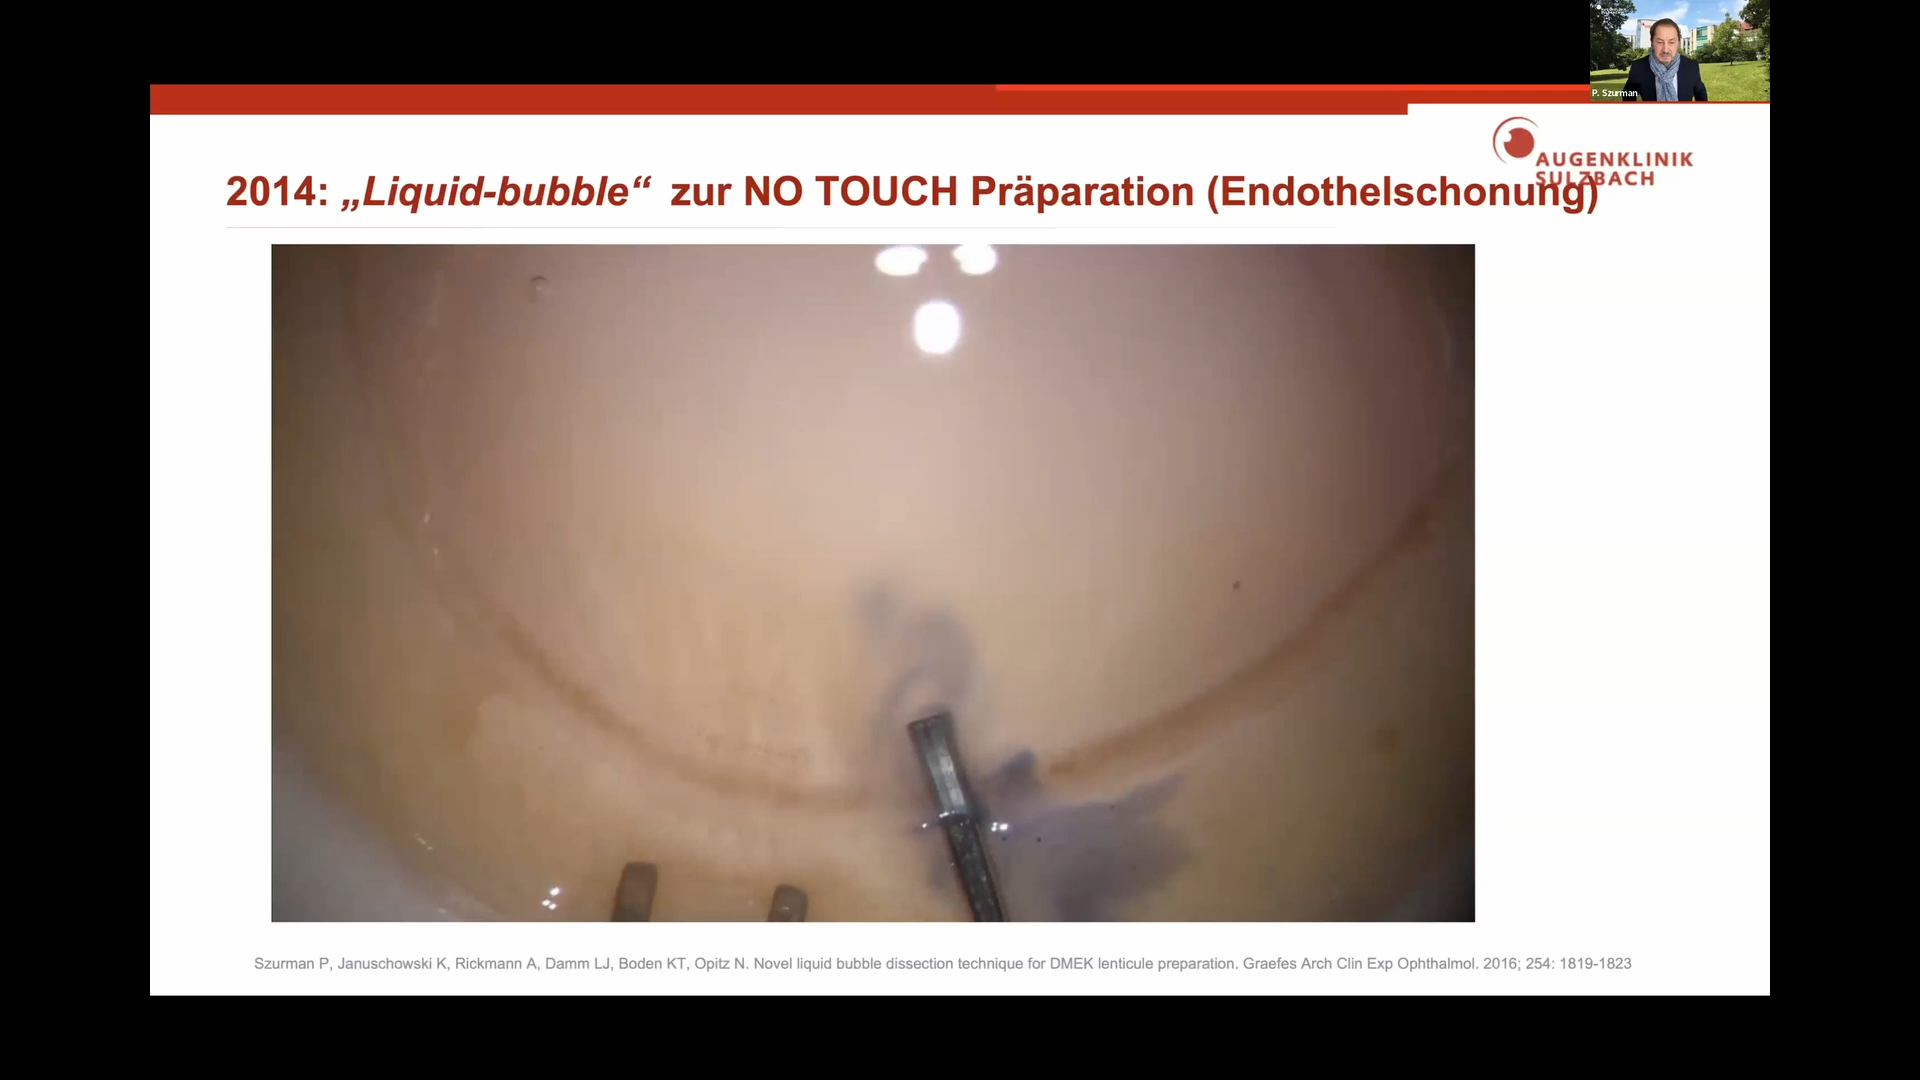 P. Szurman
AUGENKLINIK
SULZBACH
2014: „Liquid-bubble“ zur NO TOUCH Präparation (Endothelschonung)
Szurman P, Januschowski K, Rickmann A, Damm LJ, Boden KT, Opitz N. Novel liquid bubble dissection technique for DMEK lenticule preparation. Graefes Arch Clin Exp Ophthalmol. 2016; 254: 1819-1823